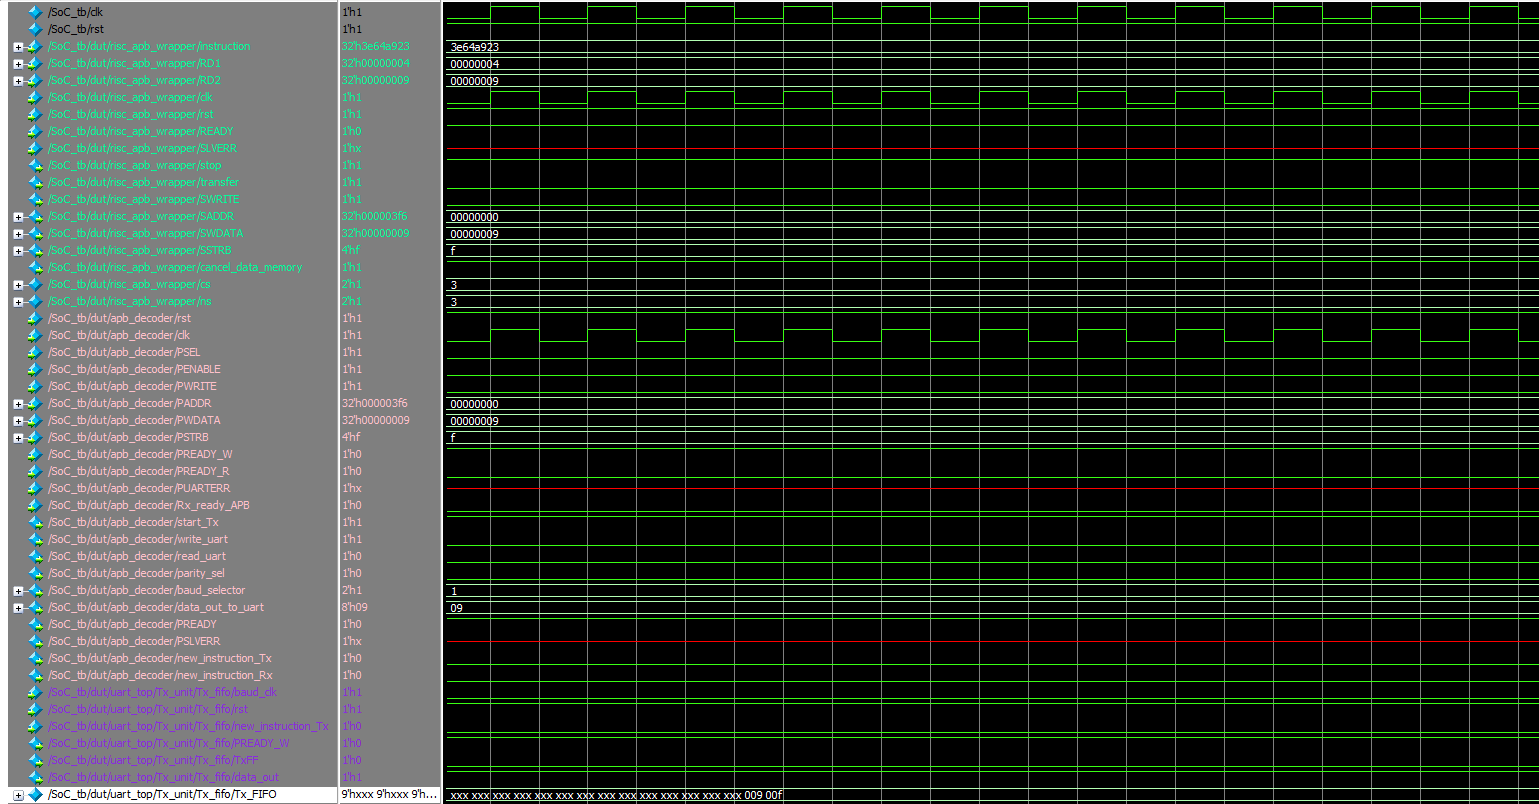 /SoC_tb/clk 1'h1
/SoC_tb/rst 1'h1
/SoC_tb/dut/risc_apb_wrapper/instruction 32'h3e64a923 3e64a923
/SoC_tb/dut/risc_apb_wrapper/RD1 32'h00000004 00000004
/SoC_tb/dut/risc_apb_wrapper/RD2 32'h00000009 00000009
/SoC_tb/dut/risc_apb_wrapper/clk 1'h1
/SoC_tb/dut/risc_apb_wrapper/rst 1'h1
/SoC_tb/dut/risc_apb_wrapper/READY 1'h0
/SoC_tb/dut/risc_apb_wrapper/SLVERR 1'hx
/SoC_tb/dut/risc_apb_wrapper/stop 1'h1
/SoC_tb/dut/risc_apb_wrapper/transfer 1'h1
/SoC_tb/dut/risc_apb_wrapper/SWRITE 1'h1
/SoC_tb/dut/risc_apb_wrapper/SADDR 32'h000003f6 00000000
/SoC_tb/dut/risc_apb_wrapper/SWDATA 32'h00000009 00000009
/SoC_tb/dut/risc_apb_wrapper/SSTRB 4'hf f
/SoC_tb/dut/risc_apb_wrapper/cancel_data_memory 1'h1
/SoC_tb/dut/risc_apb_wrapper/cs 2'h1 3
/SoC_tb/dut/risc_apb_wrapper/ns 2'h1 3
/SoC_tb/dut/apb_decoder/rst 1'h1
/SoC_tb/dut/apb_decoder/clk 1'h1
/SoC_tb/dut/apb_decoder/PSEL 1'h1
/SoC_tb/dut/apb_decoder/PENABLE 1'h1
/SoC_tb/dut/apb_decoder/PWRITE 1'h1
/SoC_tb/dut/apb_decoder/PADDR 32'h000003f6 00000000
/SoC_tb/dut/apb_decoder/PWDATA 32'h00000009 00000009
/SoC_tb/dut/apb_decoder/PSTRB 4'hf f
/SoC_tb/dut/apb_decoder/PREADY_W 1'h0
/SoC_tb/dut/apb_decoder/PREADY_R 1'h0
/SoC_tb/dut/apb_decoder/PUARTERR 1'hx
/SoC_tb/dut/apb_decoder/Rx_ready_APB 1'h0
/SoC_tb/dut/apb_decoder/start_Tx 1'h1
/SoC_tb/dut/apb_decoder/write_uart 1'h1
/SoC_tb/dut/apb_decoder/read_uart 1'h0
/SoC_tb/dut/apb_decoder/parity_sel 1'h0
/SoC_tb/dut/apb_decoder/baud_selector 2'h1 1
/SoC_tb/dut/apb_decoder/data_out_to_uart 8'h09 09
/SoC_tb/dut/apb_decoder/PREADY 1'h0
/SoC_tb/dut/apb_decoder/PSLVERR 1'hx
/SoC_tb/dut/apb_decoder/new_instruction_Tx 1'h0
/SoC_tb/dut/apb_decoder/new_instruction_Rx 1'h0
/SoC_tb/dut/uart_top/Tx_unit/Tx_fifo/baud_clk 1'h1
/SoC_tb/dut/uart_top/Tx_unit/Tx_fifo/rst 1'h1
/SoC_tb/dut/uart_top/Tx_unit/Tx_fifo/new_instruction_Tx 1'h0
/SoC_tb/dut/uart_top/Tx_unit/Tx_fifo/PREADY_W 1'h0
/SoC_tb/dut/uart_top/Tx_unit/Tx_fifo/TxFF 1'h0
/SoC_tb/dut/uart_top/Tx_unit/Tx_fifo/data_out 1'h1
/SoC_tb/dut/uart_top/Tx_unit/Tx_fifo/Tx_FIFO 9'hxxx 9'hxxx 9'h... xxx xxx xxx xxx xxx xxx xxx xxx xxx xxx xxx xxx xxx xxx 009 00f